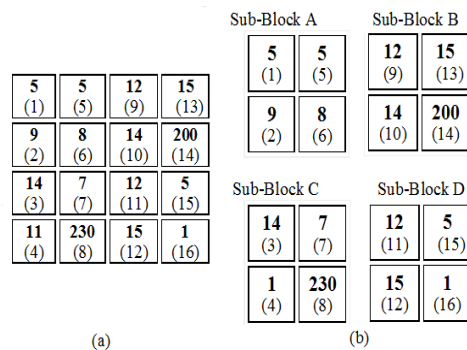 5 5 12 15
(1) (5) (9) (13)
9 8 14 200
(2) (6) (10) (14)
14 7 12 5
(3) (7) (11) (15)
11 230 15 1
(4) (8) (12) (16)
(a)
Sub-Block A
5 5
(1) (5)
9 8
(2) (6)
Sub-Block B
12 15
(9) (13)
14 200
(10) (14)
Sub-Block C
14 7
(3) (7)
1 230
(4) (8)
Sub-Block D
12 5
(11) (15)
15 1
(12) (16)
(b)